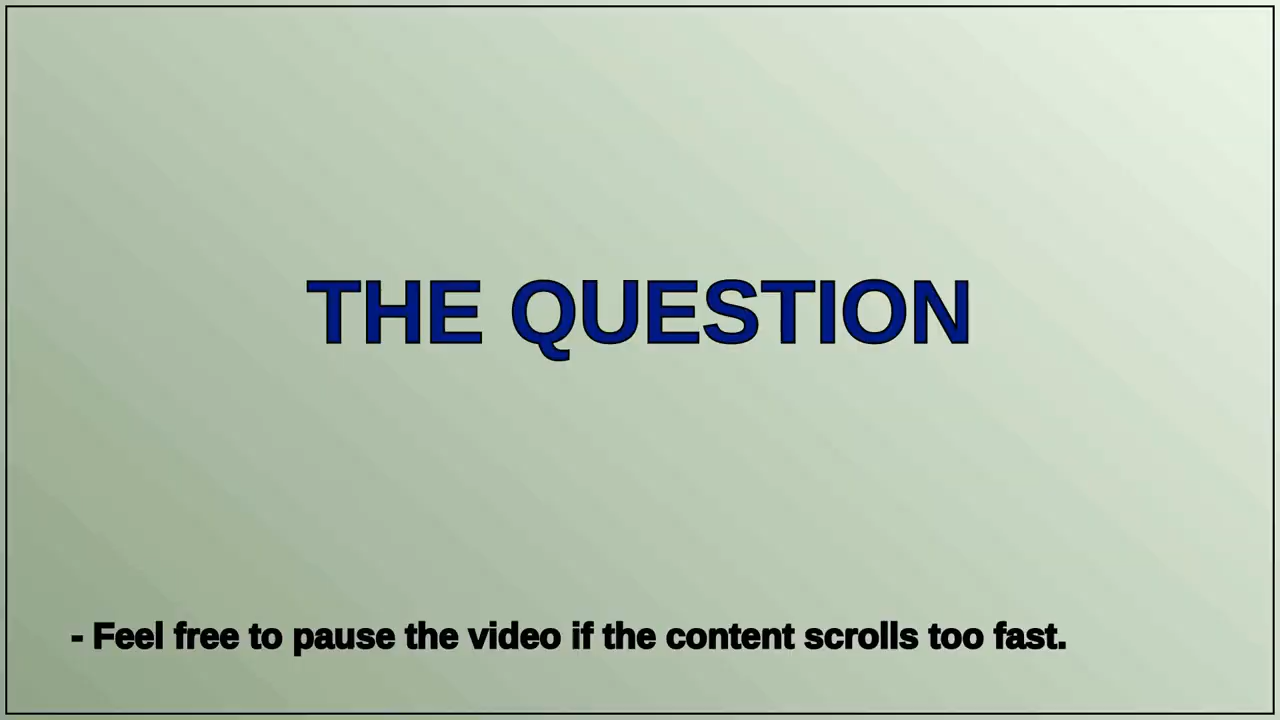 THE QUESTION
- Feel free to pause the video if the content scrolls too fast.